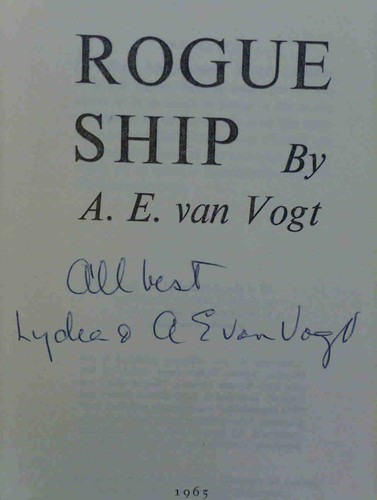 ROGUE
SHIP By
A. E. van Vogt
All best
Lydia & A E van Vogt
1965